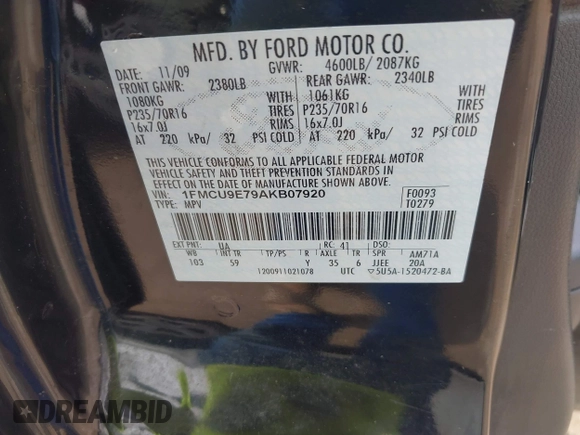 MFD. BY FORD MOTOR CO.
DATE: 11/09 GVWR: 4600LB/ 2087KG
FRONT GAWR: 2380LB REAR GAWR: 2340LB
1080KG WITH 1061KG WITH
P235/70R16 TIRES P235/70R16 TIRES
16x7.0J RIMS 16x7.0J RIMS
AT 220 kPa/ 32 PSI COLD AT 220 kPa/ 32 PSI COLD
THIS VEHICLE CONFORMS TO ALL APPLICABLE FEDERAL MOTOR
VEHICLE SAFETY AND THEFT PREVENTION STANDARDS IN
EFFECT ON THE DATE OF MANUFACTURE SHOWN ABOVE.
VIN: 1FMCU9E79AKB07920 F0093
TYPE: MPV T0279
EXT PNT: UA RC: 41 DSO:
WB INT TR TP/PS R AXLE TR SPR AM71A
103 59 Y 35 6 JJEE 20A
1200911021078 UTC ▽5U5A-1520472-BA
DREAMBID